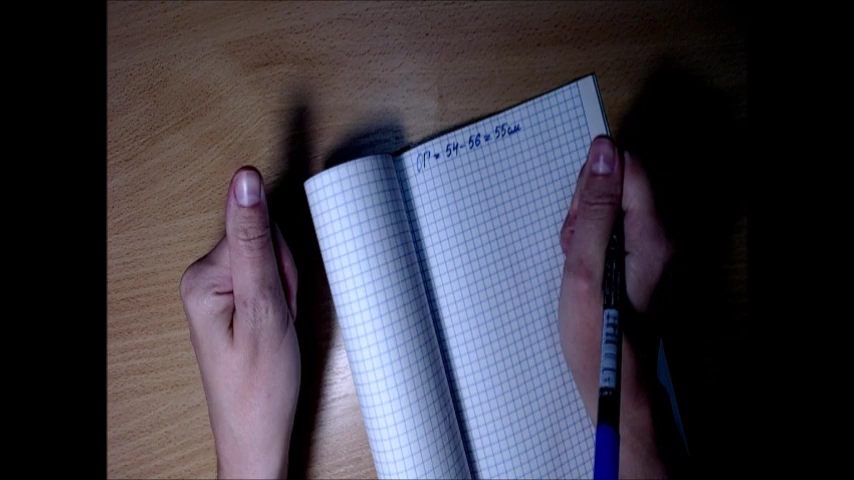 ОГ = 54-56 = 55см